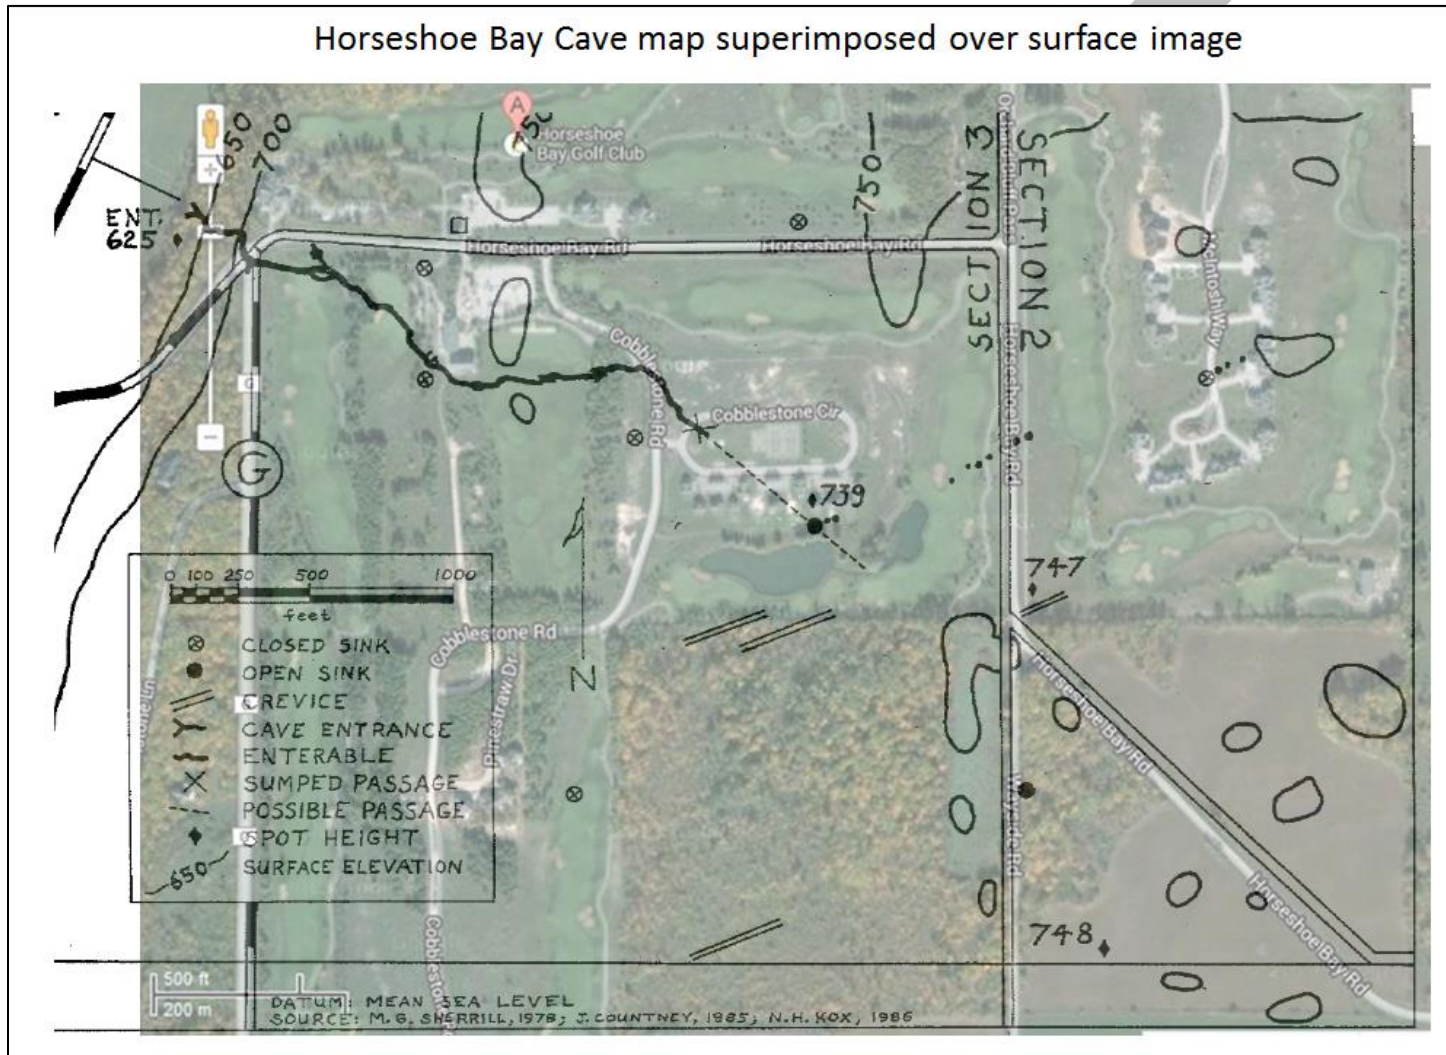 Horseshoe Bay Cave map superimposed over surface image
650
700
A
Horseshoe
Bay Golf Club
750
SECTION 3
SECTION 2
ENT.
625
Horseshoe Bay Rd
Horseshoe Bay Rd
McIntosh Way
Horseshoe Bay Rd
G
Cobblestone Rd
Cobblestone Cir
G
739
747
0 100 250 500 1000
feet
CLOSED SINK
OPEN SINK
CREVICE
CAVE ENTRANCE
ENTERABLE
SUMPED PASSAGE
POSSIBLE PASSAGE
SPOT HEIGHT
650 SURFACE ELEVATION
N
Cobblestone Rd
Pinestraw Dr
Horseshoe Bay Rd
Horseshoe Bay Rd
748
500 ft
200 m
DATUM: MEAN SEA LEVEL
SOURCE: M. G. SHERRILL, 1978; J. COUNTNEY, 1985; N.H. KOX, 1986